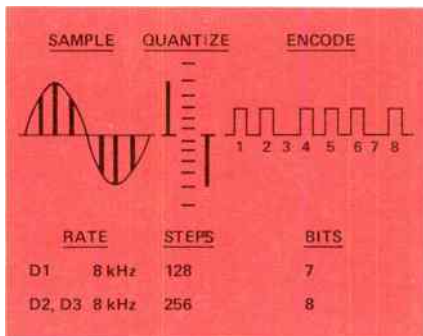 SAMPLE QUANTIZE ENCODE
1 2 3 4 5 6 7 8
RATE STEPS BITS
D1 8 kHz 128 7
D2, D3 8 kHz 256 8